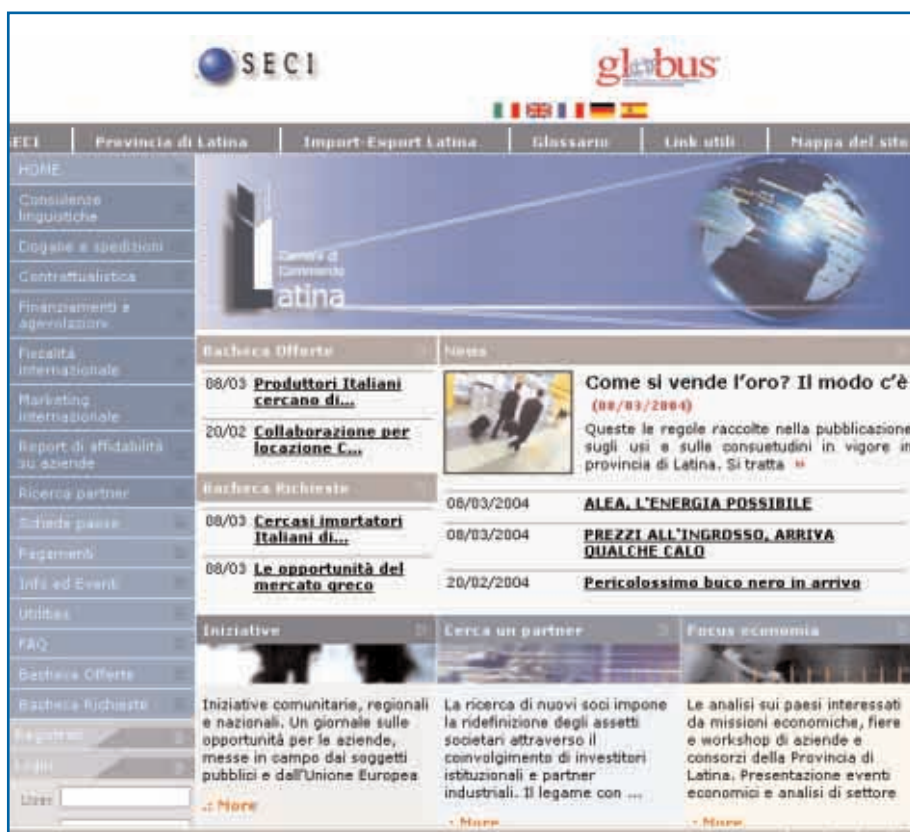 SECI
globus
SECI
Provincia di Latina
Import-Export Latina
Glossario
Link utili
Mappa del sito
HOME
Consulenze
linguistiche
Dogane e spedizioni
Contrattualistica
Finanziamenti e
agevolazioni
Fiscalità
internazionale
Marketing
internazionale
Report di affidabilità
su aziende
Ricerca partner
Schede paese
Pagamenti
Info ed Eventi
Utilities
FAQ
Bacheca Offerte
Bacheca Richieste
Login
User
Commercio
Latina
Bacheca Offerte
08/03 Produttori Italiani
cercano di...
20/02 Collaborazione per
locazione C...
Bacheca Richieste
08/03 Cercasi imortatori
Italiani di...
08/03 Le opportunità del
mercato greco
News
Come si vende l'oro? Il modo c'è
(08/03/2004)
Queste le regole raccolte nella pubblicazione
sugli usi e sulle consuetudini in vigore in
provincia di Latina. Si tratta »
08/03/2004 ALEA, L'ENERGIA POSSIBILE
08/03/2004 PREZZI ALL'INGROSSO, ARRIVA
QUALCHE CALO
20/02/2004 Pericolossimo buco nero in arrivo
Iniziative
Iniziative comunitarie, regionali
e nazionali. Un giornale sulle
opportunità per le aziende,
messe in campo dai soggetti
pubblici e dall'Unione Europea
.: More
Cerca un partner
La ricerca di nuovi soci impone
la ridefinizione degli assetti
societari attraverso il
coinvolgimento di investitori
istituzionali e partner
industriali. Il legame con ...
.: More
Focus economia
Le analisi sui paesi interessati
da missioni economiche, fiere
e workshop di aziende e
consorzi della Provincia di
Latina. Presentazione eventi
economici e analisi di settore
.: More